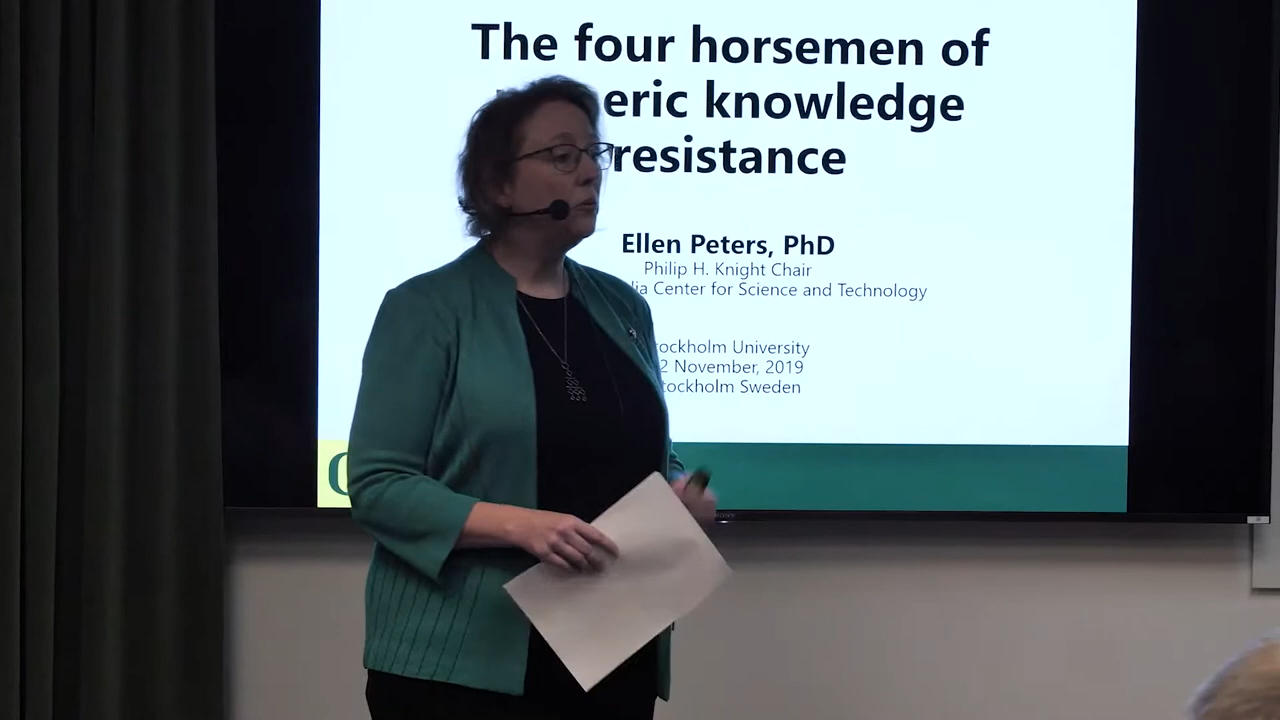 The four horsemen of
knowledge
resistance
Ellen Peters, PhD
Philip H. Knight Chair
Center for Science and Technology
University
November, 2019
Sweden
SONY